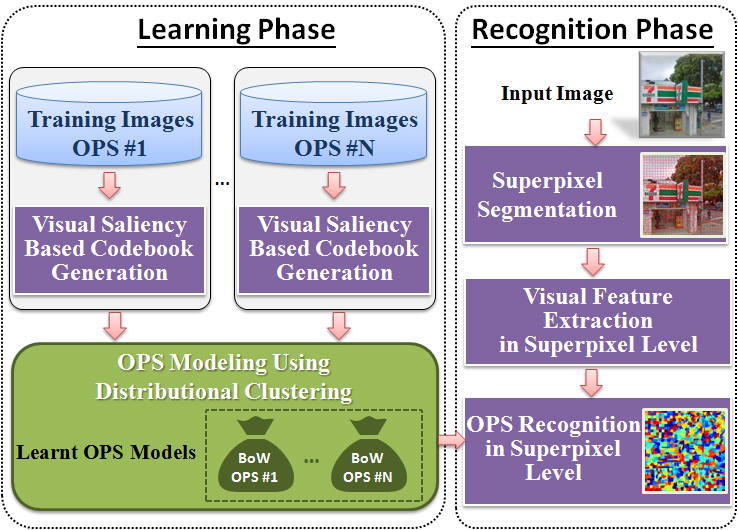 Learning Phase
Training Images
OPS #1
Visual Saliency
Based Codebook
Generation
...
Training Images
OPS #N
Visual Saliency
Based Codebook
Generation
OPS Modeling Using
Distributional Clustering
Learnt OPS Models
BoW
OPS #1
...
BoW
OPS #N
Recognition Phase
Input Image
7
Superpixel
Segmentation
7
Visual Feature
Extraction
in Superpixel Level
OPS Recognition
in Superpixel
Level